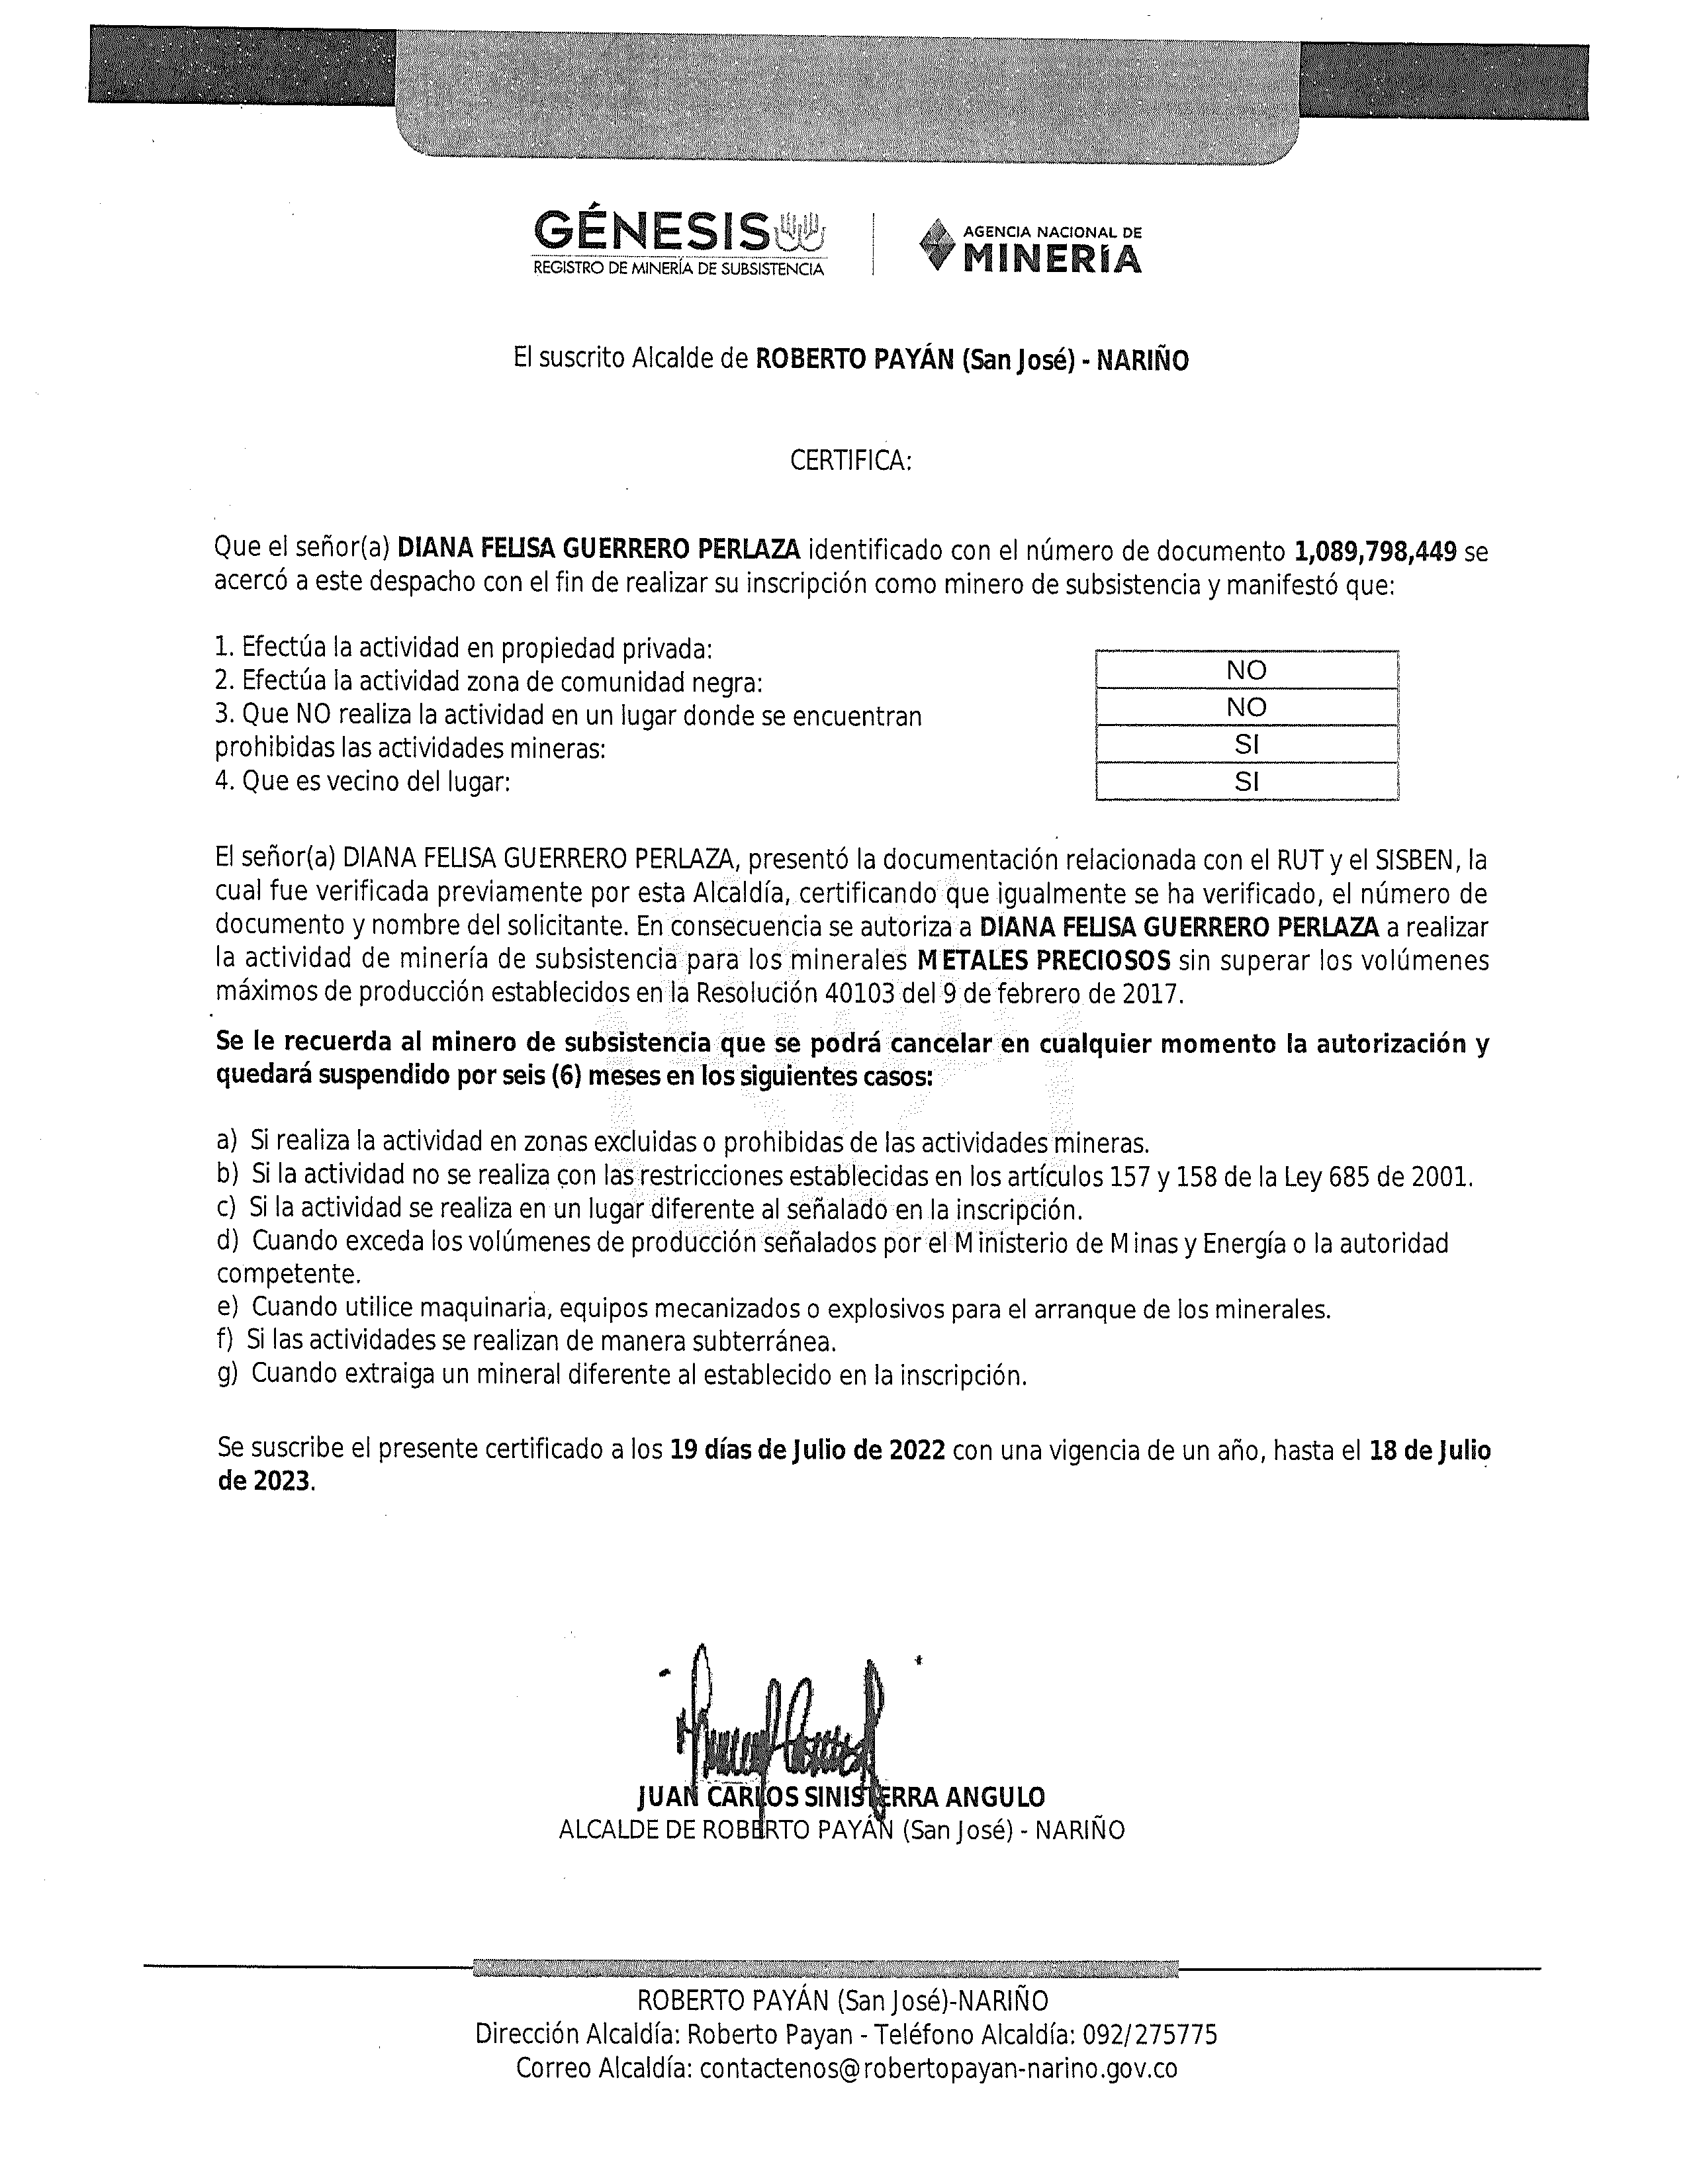 GÉNESIS
REGISTRO DE MINERÍA DE SUBSISTENCIA
AGENCIA NACIONAL DE
MINERÍA
El suscrito Alcalde de ROBERTO PAYÁN (San José) - NARIÑO
CERTIFICA:
Que el señor(a) DIANA FELISA GUERRERO PERLAZA identificado con el número de documento 1,089,798,449 se
acercó a este despacho con el fin de realizar su inscripción como minero de subsistencia y manifestó que:
1. Efectúa la actividad en propiedad privada:
NO
2. Efectúa la actividad zona de comunidad negra:
NO
3. Que NO realiza la actividad en un lugar donde se encuentran
prohibidas las actividades mineras:
SI
4. Que es vecino del lugar:
SI
El señor(a) DIANA FELISA GUERRERO PERLAZA, presentó la documentación relacionada con el RUT y el SISBEN, la
cual fue verificada previamente por esta Alcaldía, certificando que igualmente se ha verificado, el número de
documento y nombre del solicitante. En consecuencia se autoriza a DIANA FELISA GUERRERO PERLAZA a realizar
la actividad de minería de subsistencia para los minerales METALES PRECIOSOS sin superar los volúmenes
máximos de producción establecidos en la Resolución 40103 del 9 de febrero de 2017.
Se le recuerda al minero de subsistencia que se podrá cancelar en cualquier momento la autorización y
quedará suspendido por seis (6) meses en los siguientes casos:
a) Si realiza la actividad en zonas excluidas o prohibidas de las actividades mineras.
b) Si la actividad no se realiza con las restricciones establecidas en los artículos 157 y 158 de la Ley 685 de 2001.
c) Si la actividad se realiza en un lugar diferente al señalado en la inscripción.
d) Cuando exceda los volúmenes de producción señalados por el Ministerio de Minas y Energía o la autoridad
competente.
e) Cuando utilice maquinaria, equipos mecanizados o explosivos para el arranque de los minerales.
f) Si las actividades se realizan de manera subterránea.
g) Cuando extraiga un mineral diferente al establecido en la inscripción.
Se suscribe el presente certificado a los 19 días de Julio de 2022 con una vigencia de un año, hasta el 18 de Julio
de 2023.
JUAN CARLOS SINISTERRA ANGULO
ALCALDE DE ROBERTO PAYÁN (San José) - NARIÑO
ROBERTO PAYÁN (San José)-NARIÑO
Dirección Alcaldía: Roberto Payan - Teléfono Alcaldía: 092/275775
Correo Alcaldía: contactenos@robertopayan-narino.gov.co